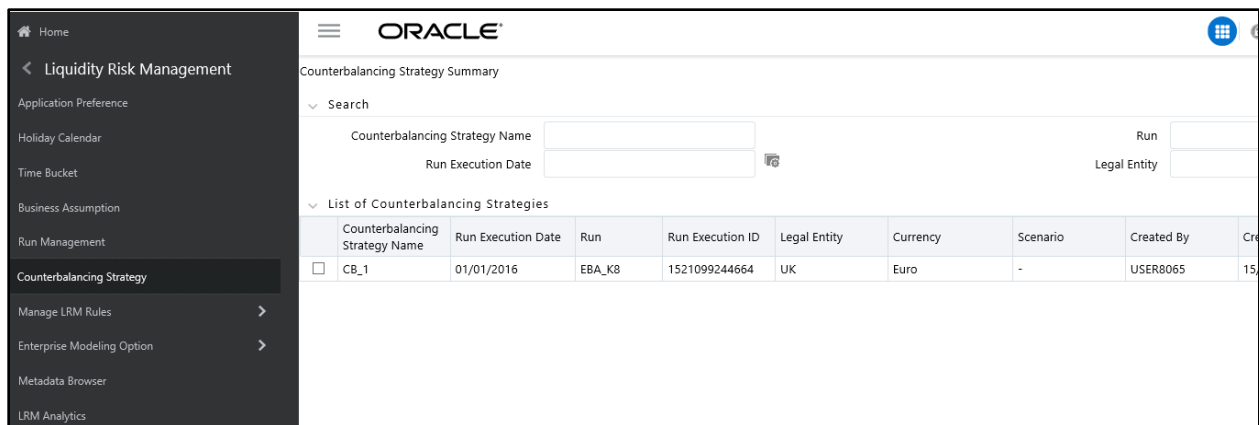 Home
Liquidity Risk Management
Application Preference
Holiday Calendar
Time Bucket
Business Assumption
Run Management
Counterbalancing Strategy
Manage LRM Rules
Enterprise Modeling Option
Metadata Browser
LRM Analytics
ORACLE
Counterbalancing Strategy Summary
Search
Counterbalancing Strategy Name Run
Run Execution Date Legal Entity
List of Counterbalancing Strategies
Counterbalancing
Strategy Name Run Execution Date Run Run Execution ID Legal Entity Currency Scenario Created By Cre
CB_1 01/01/2016 EBA_K8 1521099244664 UK Euro - USER8065 15/